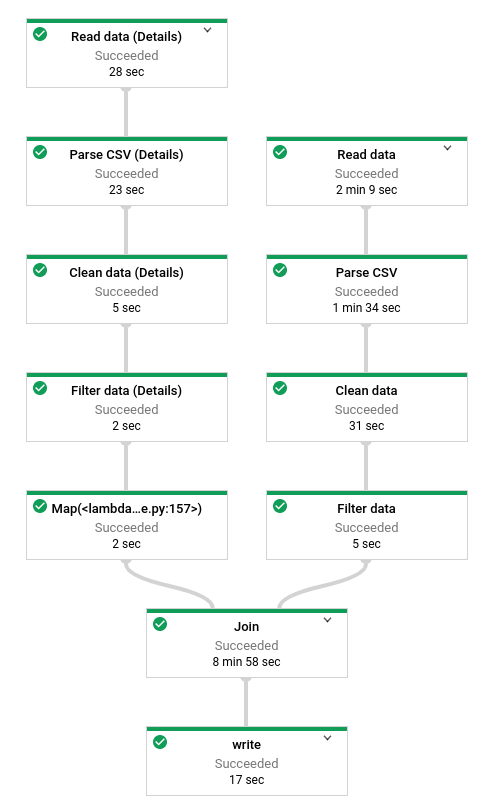 Read data (Details)
Succeeded
28 sec
Parse CSV (Details)
Succeeded
23 sec
Read data
Succeeded
2 min 9 sec
Clean data (Details)
Succeeded
5 sec
Parse CSV
Succeeded
1 min 34 sec
Filter data (Details)
Succeeded
2 sec
Clean data
Succeeded
31 sec
Map(<lambda...e.py:157>)
Succeeded
2 sec
Filter data
Succeeded
5 sec
Join
Succeeded
8 min 58 sec
write
Succeeded
17 sec